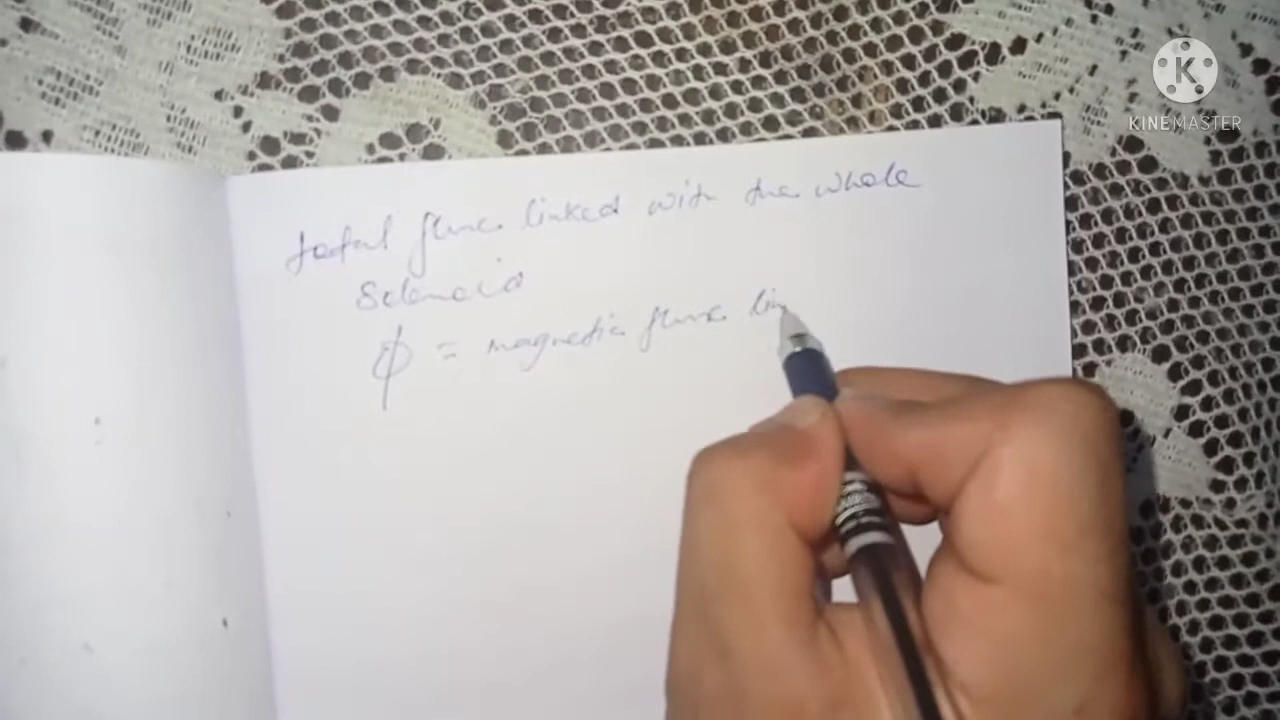 total flux linked with the whole
Solenoid
φ = magnetic flux lin
K
KINEMASTER